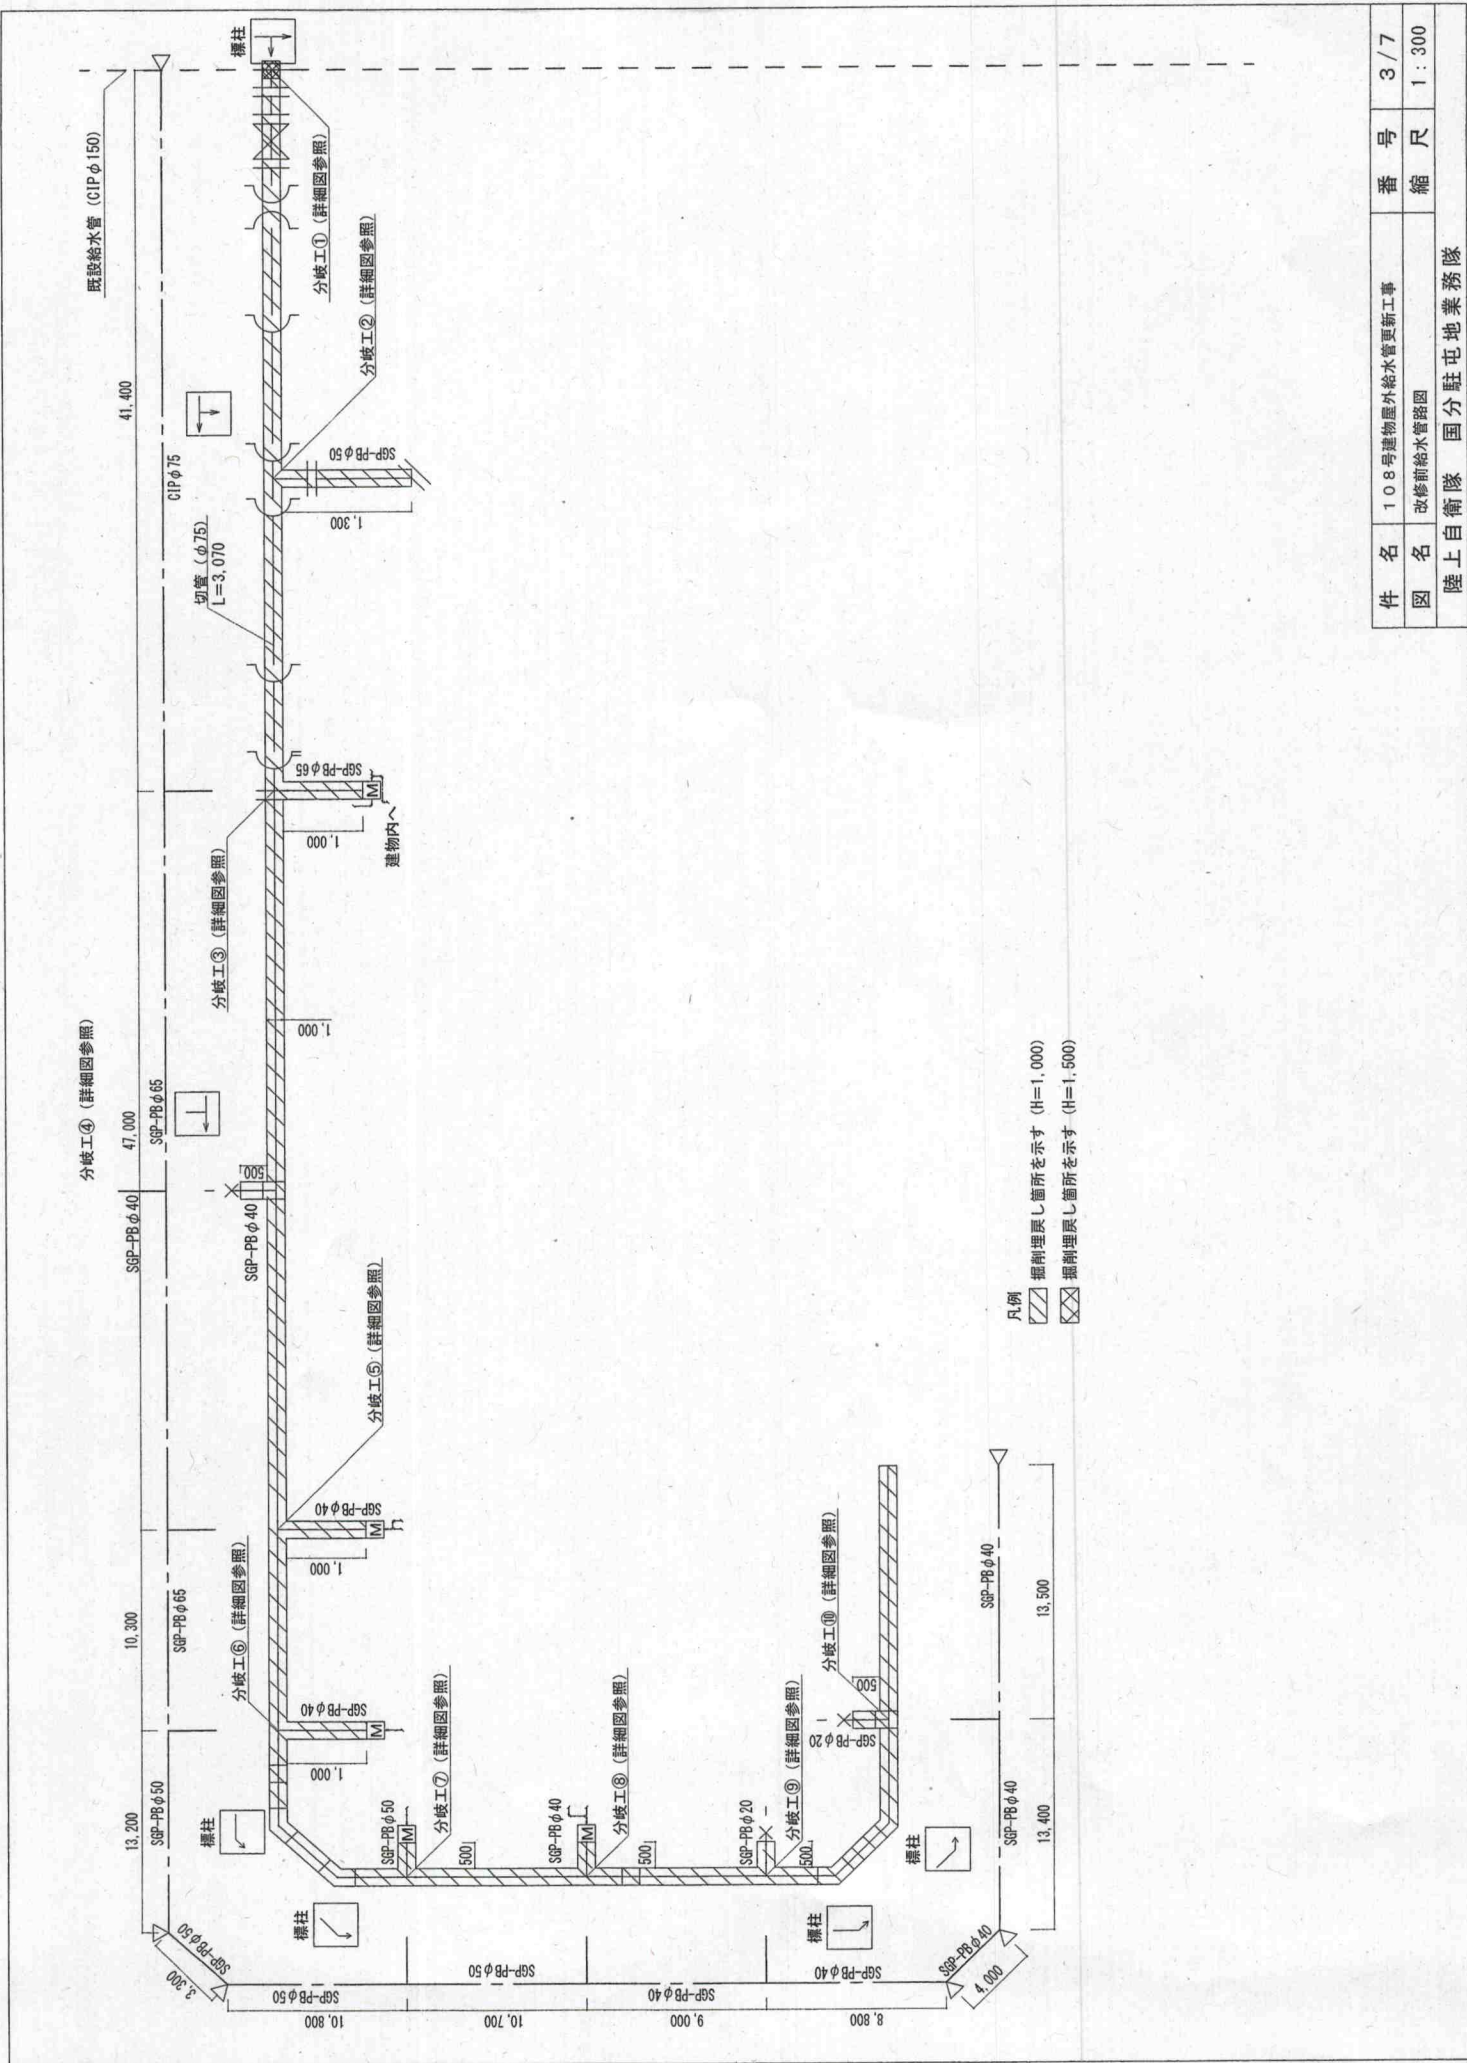 既設給水管 (CIPφ150)
標柱
41,400
CIPφ75
分岐工① (詳細図参照)
分岐工② (詳細図参照)
SGP-PBφ50
1,300
切管 (φ75)
L=3,070
分岐工③ (詳細図参照)
SGP-PBφ65
M
1,000
建物内へ
1,000
分岐工④ (詳細図参照)
47,000
SGP-PBφ65
SGP-PBφ40
500
SGP-PBφ40
分岐工⑤ (詳細図参照)
SGP-PBφ40
M
1,000
10,300
SGP-PBφ65
分岐工⑥ (詳細図参照)
SGP-PBφ40
M
1,000
13,200
SGP-PBφ50
標柱
3,300
SGP-PBφ50
標柱
SGP-PBφ50
M
分岐工⑦ (詳細図参照)
500
SGP-PBφ40
M
分岐工⑧ (詳細図参照)
500
SGP-PBφ20
分岐工⑨ (詳細図参照)
500
SGP-PBφ50
10,800
SGP-PBφ50
10,700
SGP-PBφ40
9,000
SGP-PBφ40
8,800
標柱
標柱
SGP-PBφ40
4,000
分岐工⑩ (詳細図参照)
500
SGP-PBφ20
SGP-PBφ40
13,400
SGP-PBφ40
13,500
凡例
掘削埋戻し箇所を示す (H=1,000)
掘削埋戻し箇所を示す (H=1,500)
件 名 108号建物屋外給水管更新工事 番 号 3/7
図 名 改修前給水管路図 縮 尺 1:300
陸上自衛隊 国分駐屯地業務隊